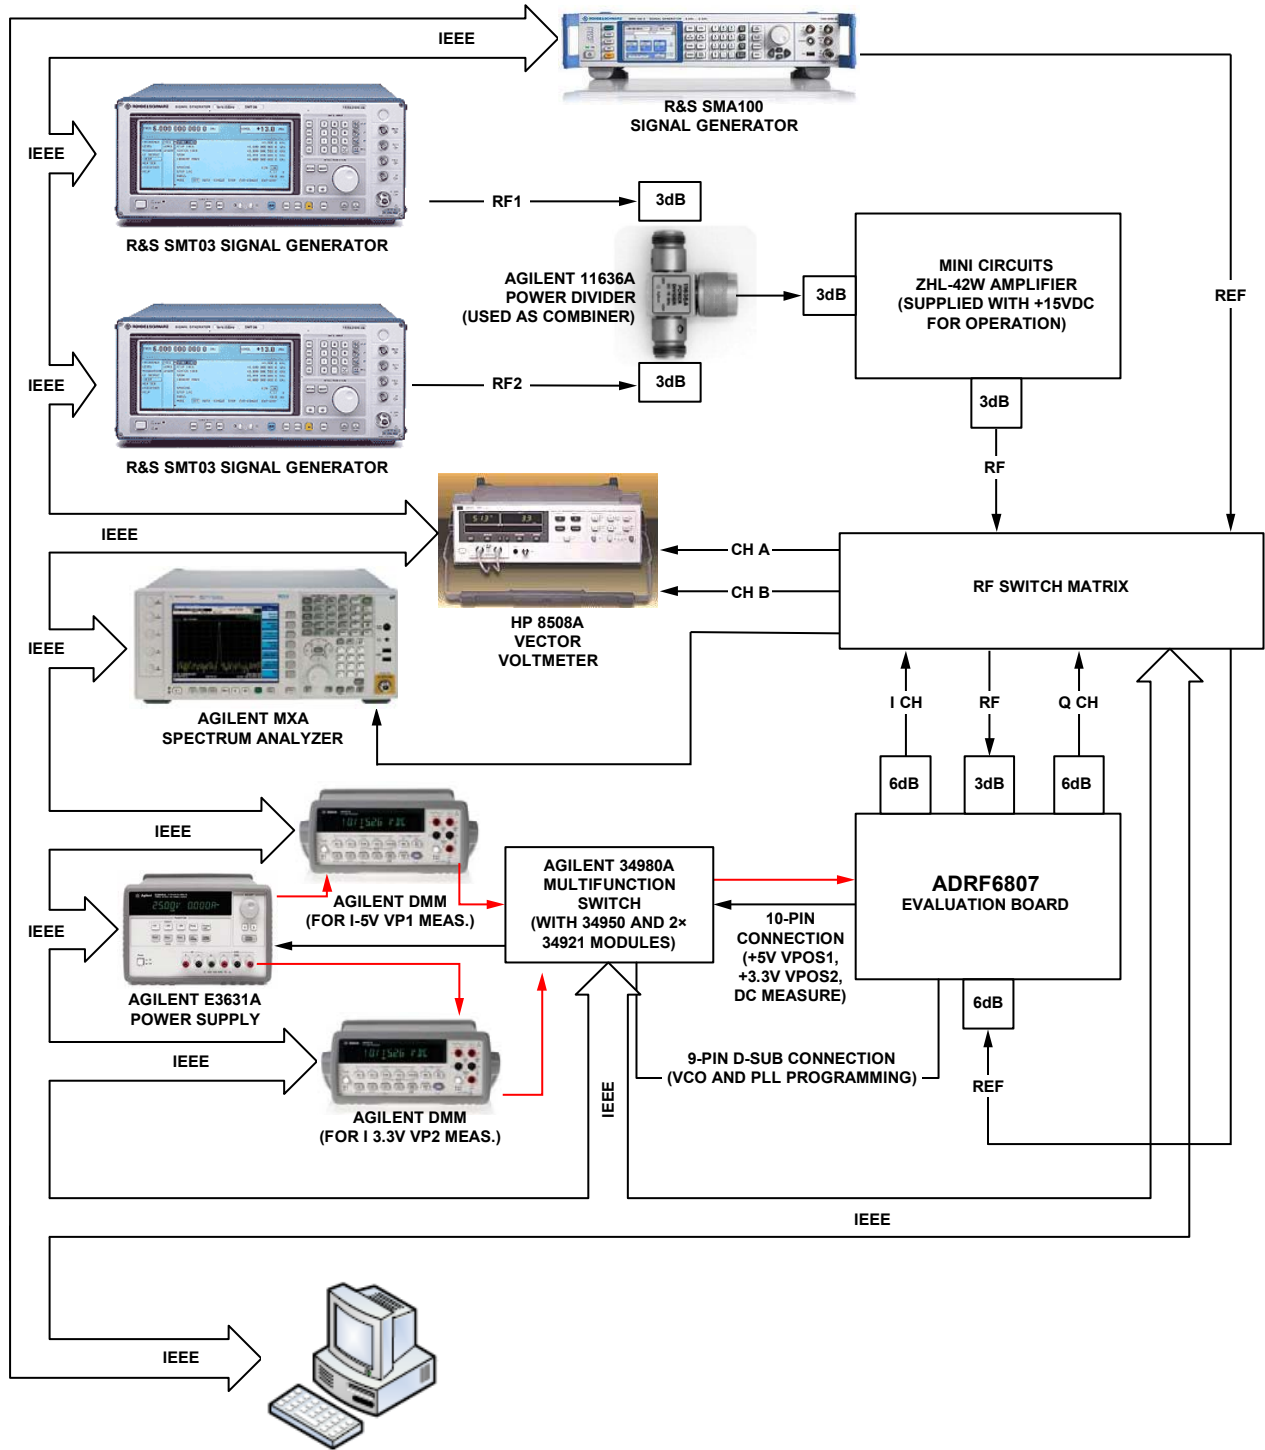 IEEE
R&S SMA100
SIGNAL GENERATOR
IEEE
R&S SMT03 SIGNAL GENERATOR
RF1
3dB
AGILENT 11636A
POWER DIVIDER
(USED AS COMBINER)
3dB
MINI CIRCUITS
ZHL-42W AMPLIFIER
(SUPPLIED WITH +15VDC
FOR OPERATION)
REF
IEEE
RF2
3dB
3dB
R&S SMT03 SIGNAL GENERATOR
RF
IEEE
CH A
CH B
RF SWITCH MATRIX
HP 8508A
VECTOR
VOLTMETER
IEEE
AGILENT MXA
SPECTRUM ANALYZER
I CH
RF
Q CH
6dB
3dB
6dB
IEEE
AGILENT DMM
(FOR I-5V VP1 MEAS.)
AGILENT 34980A
MULTIFUNCTION
SWITCH
(WITH 34950 AND 2×
34921 MODULES)
ADRF6807
EVALUATION BOARD
10-PIN
CONNECTION
(+5V VPOS1,
+3.3V VPOS2,
DC MEASURE)
IEEE
AGILENT E3631A
POWER SUPPLY
6dB
IEEE
9-PIN D-SUB CONNECTION
(VCO AND PLL PROGRAMMING)
REF
AGILENT DMM
(FOR I 3.3V VP2 MEAS.)
IEEE
IEEE
IEEE